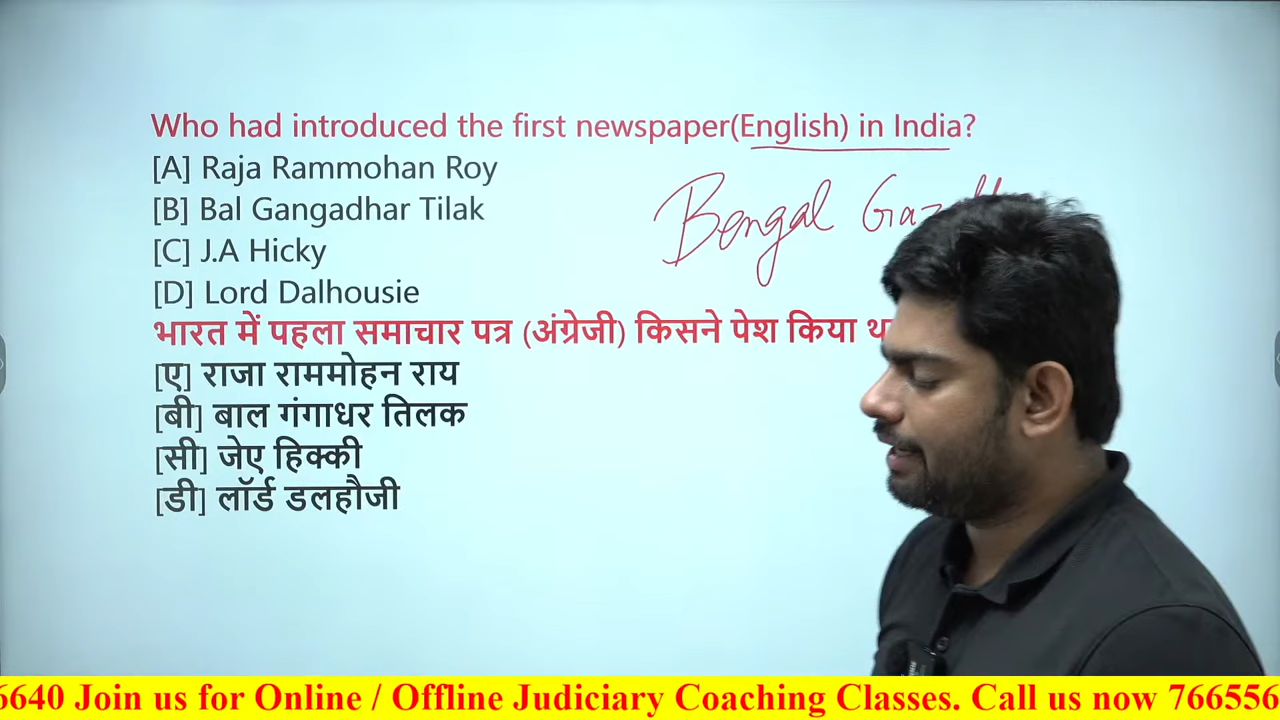 Who had introduced the first newspaper(English) in India?
[A] Raja Rammohan Roy
[B] Bal Gangadhar Tilak
[C] J.A Hicky
[D] Lord Dalhousie
Bengal
भारत में पहला समाचार पत्र (अंग्रेजी) किसने पेश किया
[ए] राजा राममोहन राय
[बी] बाल गंगाधर तिलक
[सी] जेए हिक्की
[डी] लॉर्ड डलहौजी
6640 Join us for Online / Offline Judiciary Coaching Classes. Call us now 766556